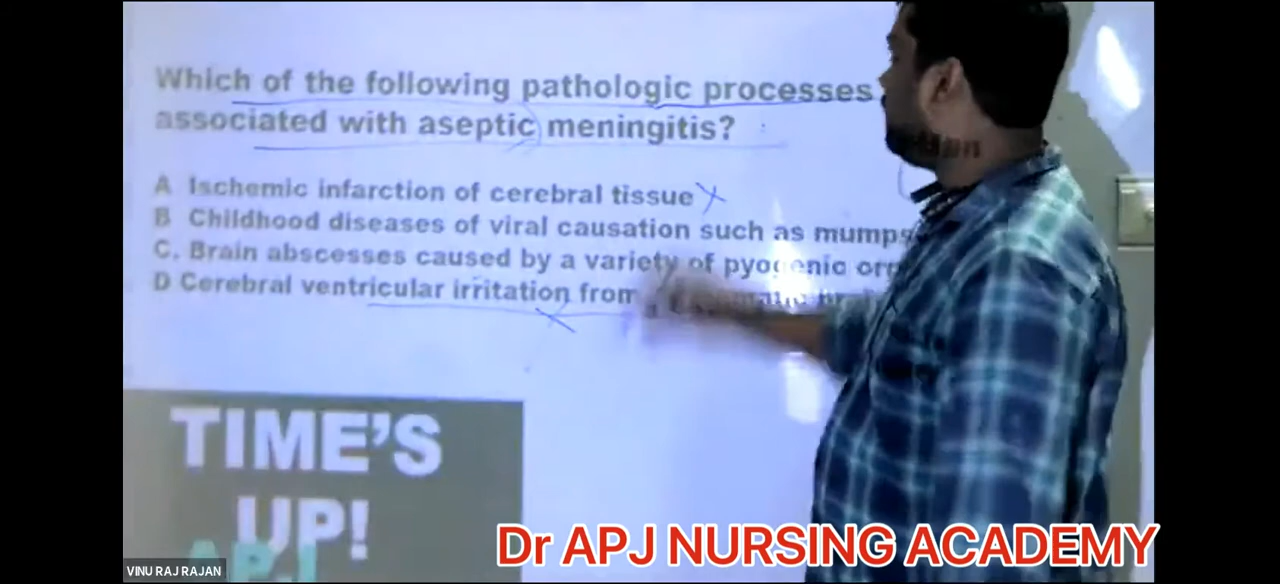 Which of the following pathologic processes
associated with aseptic meningitis?
A Ischemic infarction of cerebral tissue
B Childhood diseases of viral causation such as mumps
C. Brain abscesses caused by a variety of pyogenic
D Cerebral ventricular irritation from
TIME'S
UP!
APJ
Dr APJ NURSING ACADEMY
VINU RAJ RAJAN